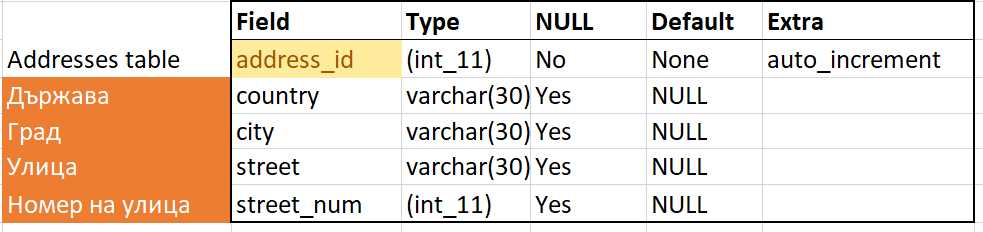 Field Type NULL Default Extra
Addresses table address_id (int_11) No None auto_increment
Държава country varchar(30) Yes NULL
Град city varchar(30) Yes NULL
Улица street varchar(30) Yes NULL
Номер на улица street_num (int_11) Yes NULL